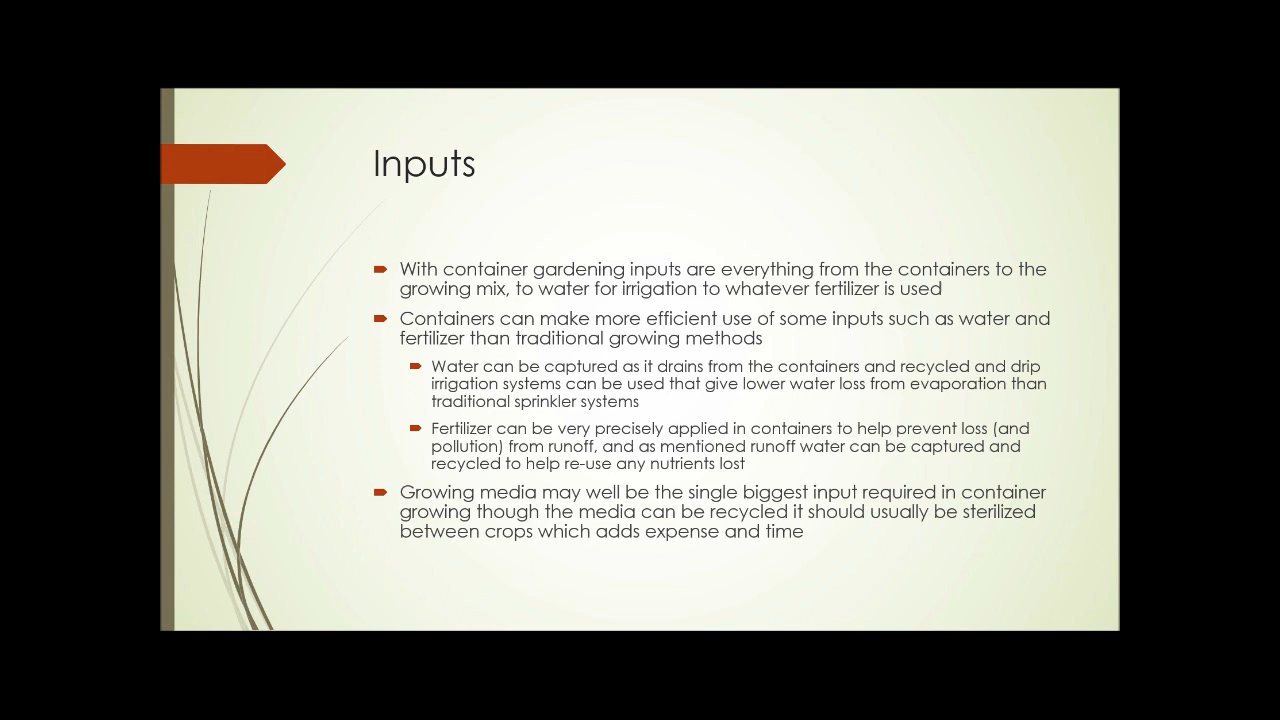 Inputs
With container gardening inputs are everything from the containers to the
growing mix, to water for irrigation to whatever fertilizer is used
Containers can make more efficient use of some inputs such as water and
fertilizer than traditional growing methods
Water can be captured as it drains from the containers and recycled and drip
irrigation systems can be used that give lower water loss from evaporation than
traditional sprinkler systems
Fertilizer can be very precisely applied in containers to help prevent loss (and
pollution) from runoff, and as mentioned runoff water can be captured and
recycled to help re-use any nutrients lost
Growing media may well be the single biggest input required in container
growing though the media can be recycled it should usually be sterilized
between crops which adds expense and time